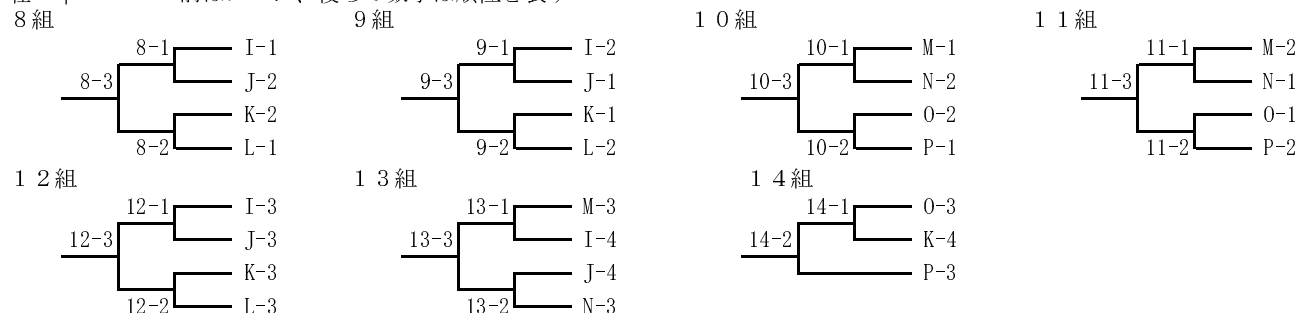 8組 9組 10組 11組
8-1 I-1 9-1 I-2 10-1 M-1 11-1 M-2
8-3 J-2 9-3 J-1 10-3 N-2 11-3 N-1
K-2 K-1 O-2 O-1
8-2 L-1 9-2 L-2 10-2 P-1 11-2 P-2
12組 13組 14組
12-1 I-3 13-1 M-3 14-1 O-3
12-3 J-3 13-3 I-4 14-2 K-4
K-3 J-4 P-3
12-2 L-3 13-2 N-3